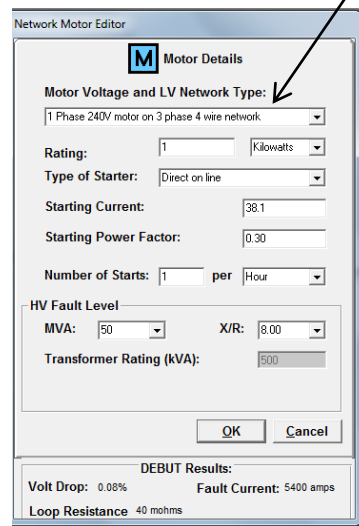 Network Motor Editor
M Motor Details
Motor Voltage and LV Network Type:
1 Phase 240V motor on 3 phase 4 wire network
Rating: 1 Kilowatts
Type of Starter: Direct on line
Starting Current: 38.1
Starting Power Factor: 0.30
Number of Starts: 1 per Hour
HV Fault Level
MVA: 50 X/R: 8.00
Transformer Rating (kVA): 500
OK Cancel
DEBUT Results:
Volt Drop: 0.08% Fault Current: 5400 amps
Loop Resistance 40 mohms